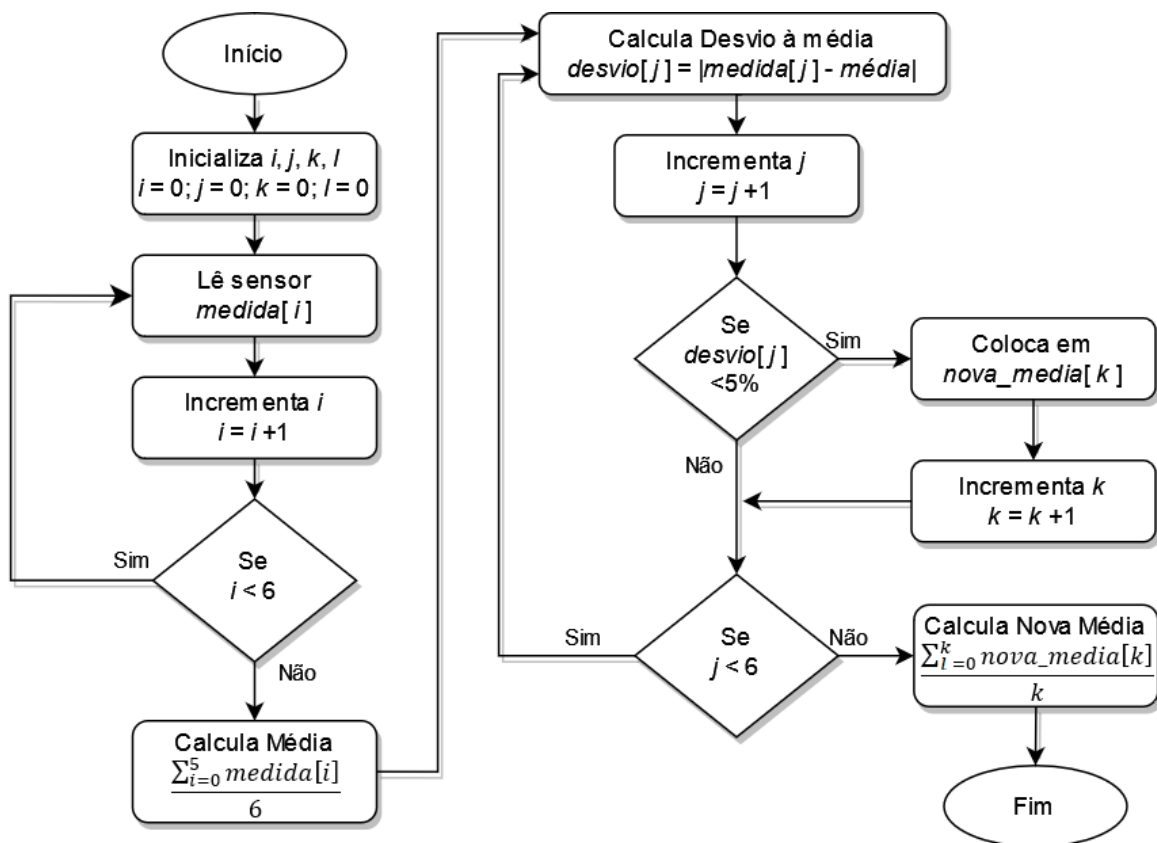 Início
Inicializa i, j, k, l
i = 0; j = 0; k = 0; l = 0
Lê sensor
medida[ i ]
Incrementa i
i = i +1
Se
i < 6
Sim
Não
Calcula Média
∑_{i=0}^{5} medida[i]
6
Calcula Desvio à média
desvio[ j ] = |medida[ j ] - média|
Incrementa j
j = j +1
Se
desvio[ j ]
<5%
Sim
Não
Coloca em
nova_media[ k ]
Incrementa k
k = k +1
Se
j < 6
Sim
Não
Calcula Nova Média
∑_{l=0}^{k} nova_media[k]
k
Fim